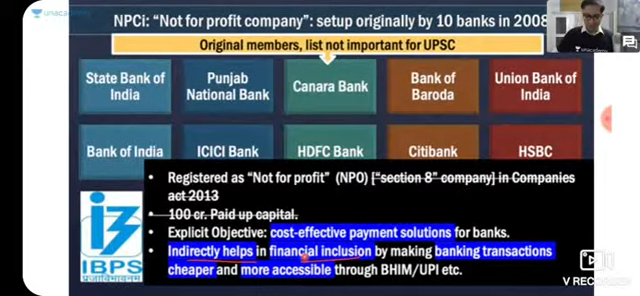 unacademy
NPCi: "Not for profit company": setup originally by 10 banks in 2008
Original members, list not important for UPSC
State Bank of India
Punjab National Bank
Canara Bank
Bank of Baroda
Union Bank of India
Bank of India
ICICI Bank
HDFC Bank
Citibank
HSBC
• Registered as "Not for profit" (NPO) ["section 8" company] in Companies
act 2013
• 100 cr. Paid up capital.
• Explicit Objective: cost-effective payment solutions for banks.
• Indirectly helps in financial inclusion by making banking transactions
cheaper and more accessible through BHIM/UPI etc.
IBPS
V RECORDE